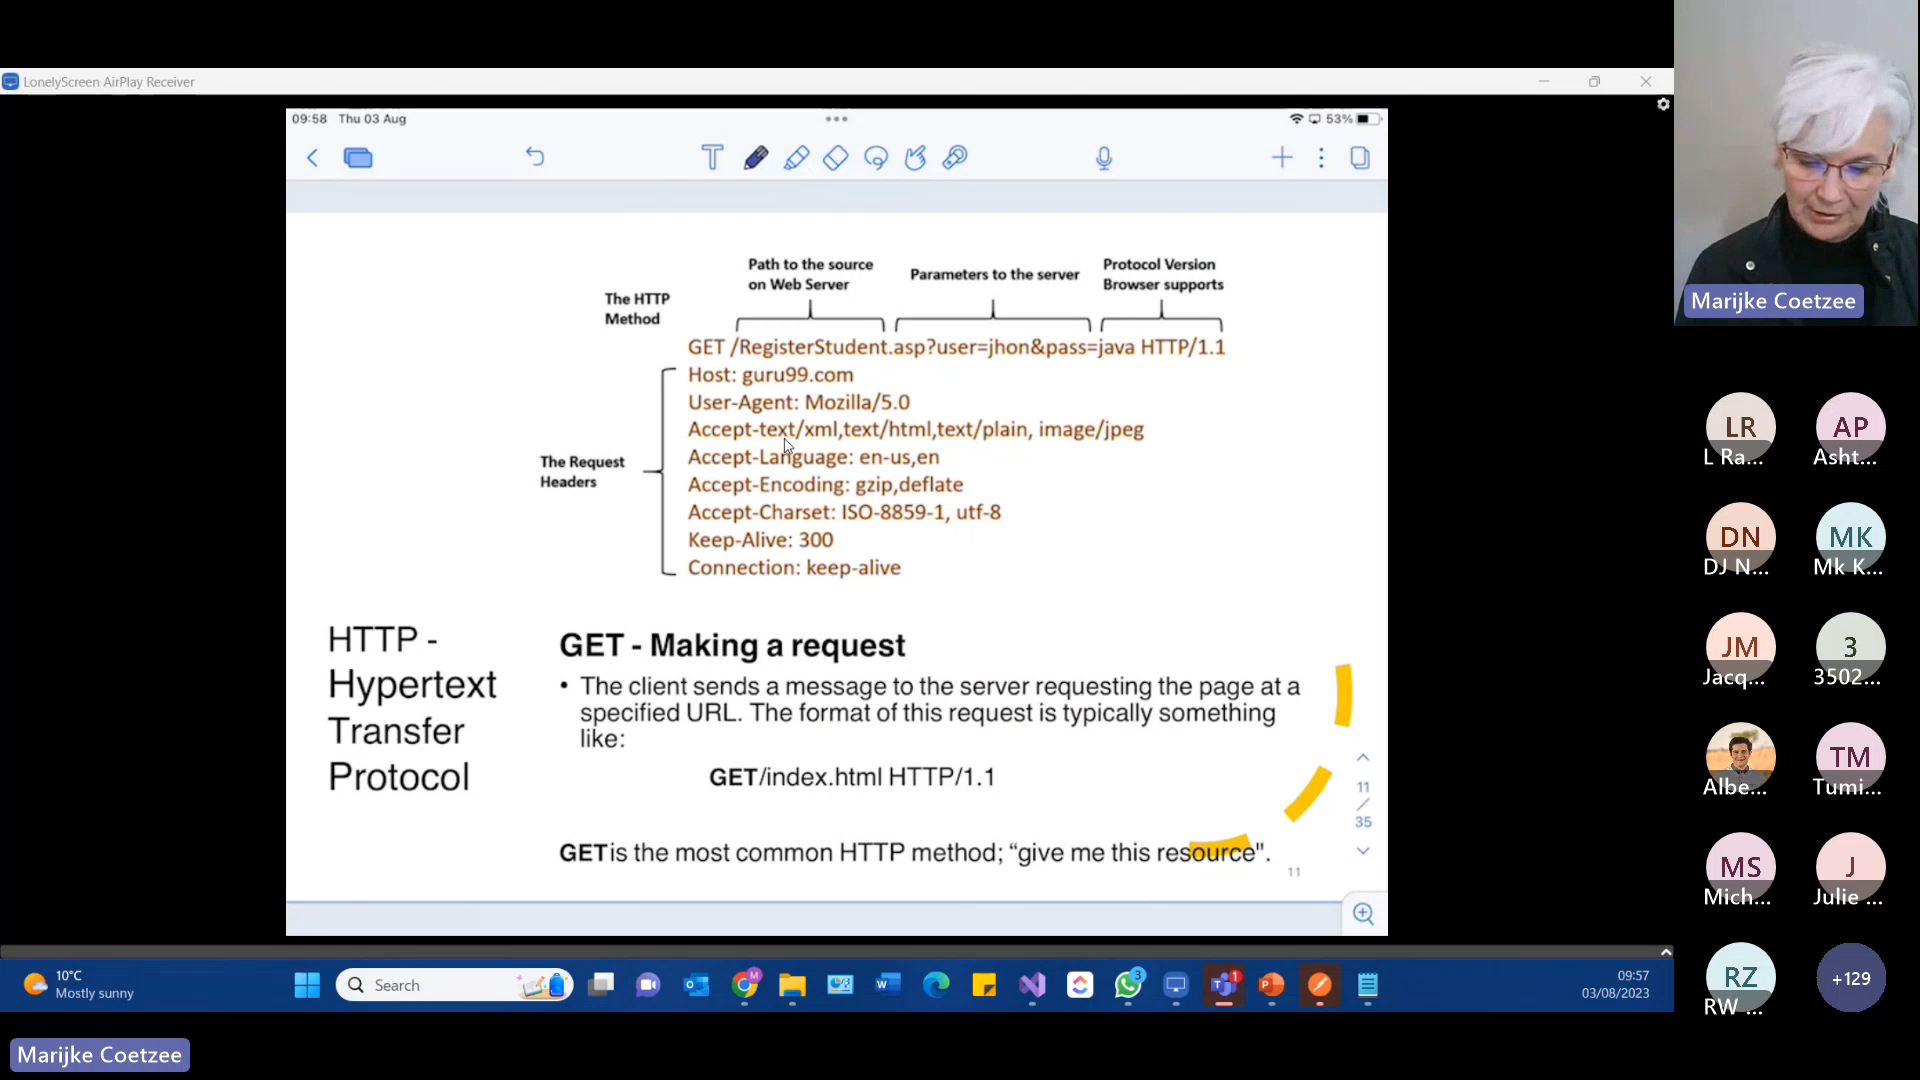 LonelyScreen AirPlay Receiver
09:58 Thu 03 Aug
53%
Path to the source
on Web Server
Parameters to the server
Protocol Version
Browser supports
The HTTP
Method
GET /RegisterStudent.asp?user=jhon&pass=java HTTP/1.1
Host: guru99.com
User-Agent: Mozilla/5.0
Accept-text/xml,text/html,text/plain, image/jpeg
Accept-Language: en-us,en
Accept-Encoding: gzip,deflate
Accept-Charset: ISO-8859-1, utf-8
Keep-Alive: 300
Connection: keep-alive
The Request
Headers
HTTP -
Hypertext
Transfer
Protocol
GET - Making a request
• The client sends a message to the server requesting the page at a
specified URL. The format of this request is typically something
like:
GET/index.html HTTP/1.1
GET is the most common HTTP method; “give me this resource".
11
11
/
35
Marijke Coetzee
LR
L Ra...
AP
Asht...
DN
DJ N...
MK
Mk K...
JM
Jacq...
3
3502...
Albe...
TM
Tumi...
MS
Mich...
J
Julie ...
RZ
RW ...
+129
10°C
Mostly sunny
Search
M
3
1
09:57
03/08/2023
Marijke Coetzee